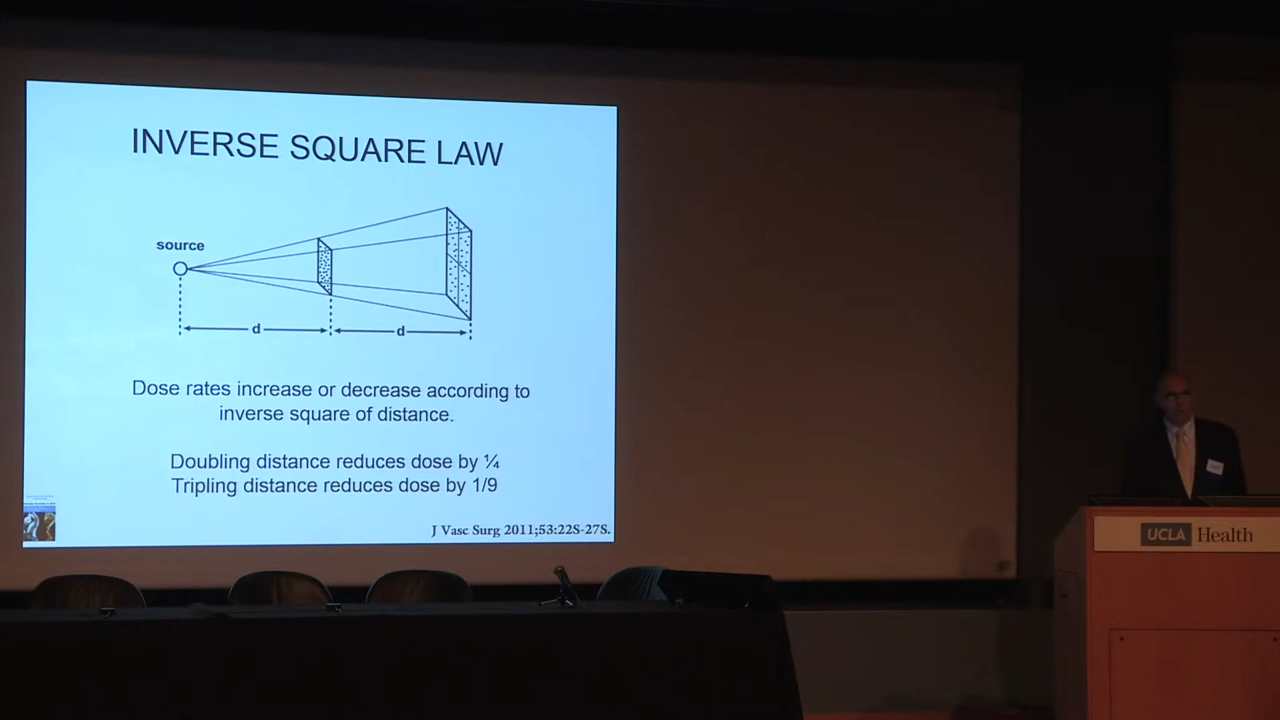 INVERSE SQUARE LAW
source
d
d
Dose rates increase or decrease according to
inverse square of distance.
Doubling distance reduces dose by ¼
Tripling distance reduces dose by 1/9
J Vasc Surg 2011;53:22S-27S.
UCLA Health